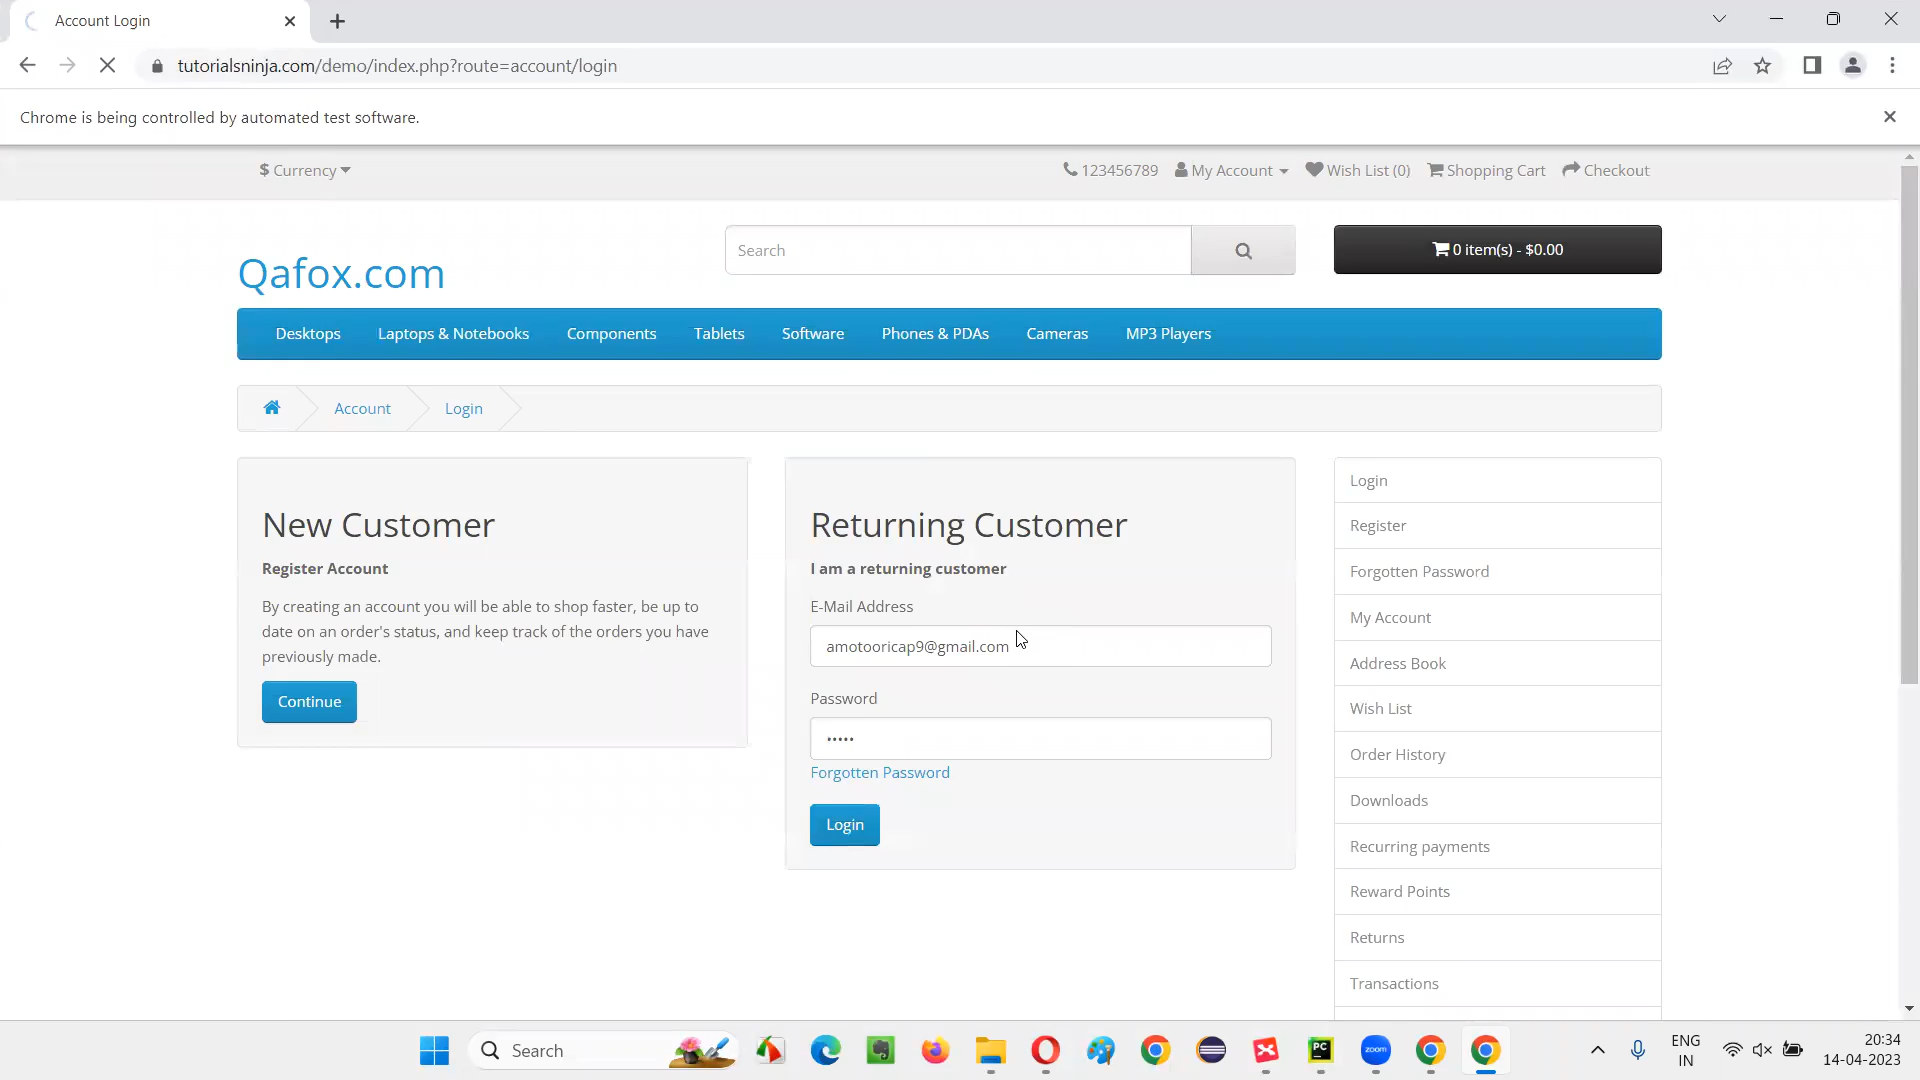 Account Login
tutorialsninja.com/demo/index.php?route=account/login
Chrome is being controlled by automated test software.
$ Currency
123456789 My Account Wish List (0) Shopping Cart Checkout
Qafox.com
Search
0 item(s) - $0.00
Desktops Laptops & Notebooks Components Tablets Software Phones & PDAs Cameras MP3 Players
Account Login
New Customer
Register Account
By creating an account you will be able to shop faster, be up to
date on an order's status, and keep track of the orders you have
previously made.
Continue
Returning Customer
I am a returning customer
E-Mail Address
amotooricap9@gmail.com
Password
•••••
Forgotten Password
Login
Login
Register
Forgotten Password
My Account
Address Book
Wish List
Order History
Downloads
Recurring payments
Reward Points
Returns
Transactions
Search
PC
zoom
ENG
IN
20:34
14-04-2023